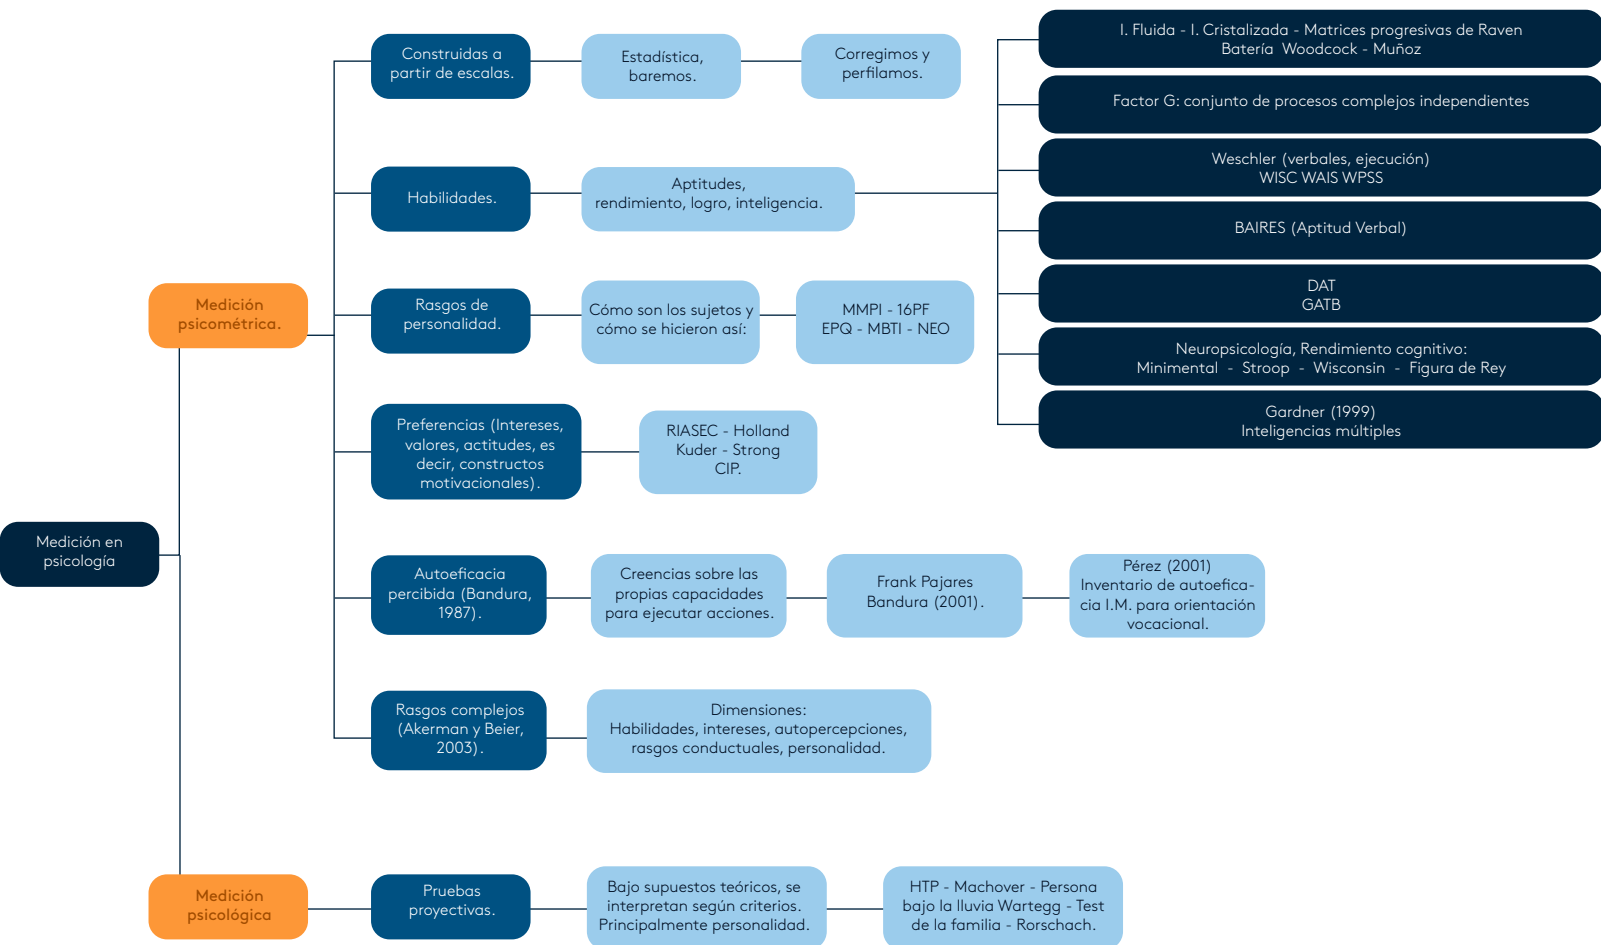 Medición en
psicología
Medición
psicométrica.
Construidas a
partir de escalas.
Estadística,
baremos.
Corregimos y
perfilamos.
Habilidades.
Aptitudes,
rendimiento, logro, inteligencia.
I. Fluida - I. Cristalizada - Matrices progresivas de Raven
Batería Woodcock - Muñoz
Factor G: conjunto de procesos complejos independientes
Weschler (verbales, ejecución)
WISC WAIS WPSS
BAIRES (Aptitud Verbal)
DAT
GATB
Neuropsicología, Rendimiento cognitivo:
Minimental - Stroop - Wisconsin - Figura de Rey
Gardner (1999)
Inteligencias múltiples
Rasgos de
personalidad.
Cómo son los sujetos y
cómo se hicieron así:
MMPI - 16PF
EPQ - MBTI - NEO
Preferencias (Intereses,
valores, actitudes, es
decir, constructos
motivacionales).
RIASEC - Holland
Kuder - Strong
CIP.
Autoeficacia
percibida (Bandura,
1987).
Creencias sobre las
propias capacidades
para ejecutar acciones.
Frank Pajares
Bandura (2001).
Pérez (2001)
Inventario de autoefica-
cia I.M. para orientación
vocacional.
Rasgos complejos
(Akerman y Beier,
2003).
Dimensiones:
Habilidades, intereses, autopercepciones,
rasgos conductuales, personalidad.
Medición
psicológica
Pruebas
proyectivas.
Bajo supuestos teóricos, se
interpretan según criterios.
Principalmente personalidad.
HTP - Machover - Persona
bajo la lluvia Wartegg - Test
de la familia - Rorschach.